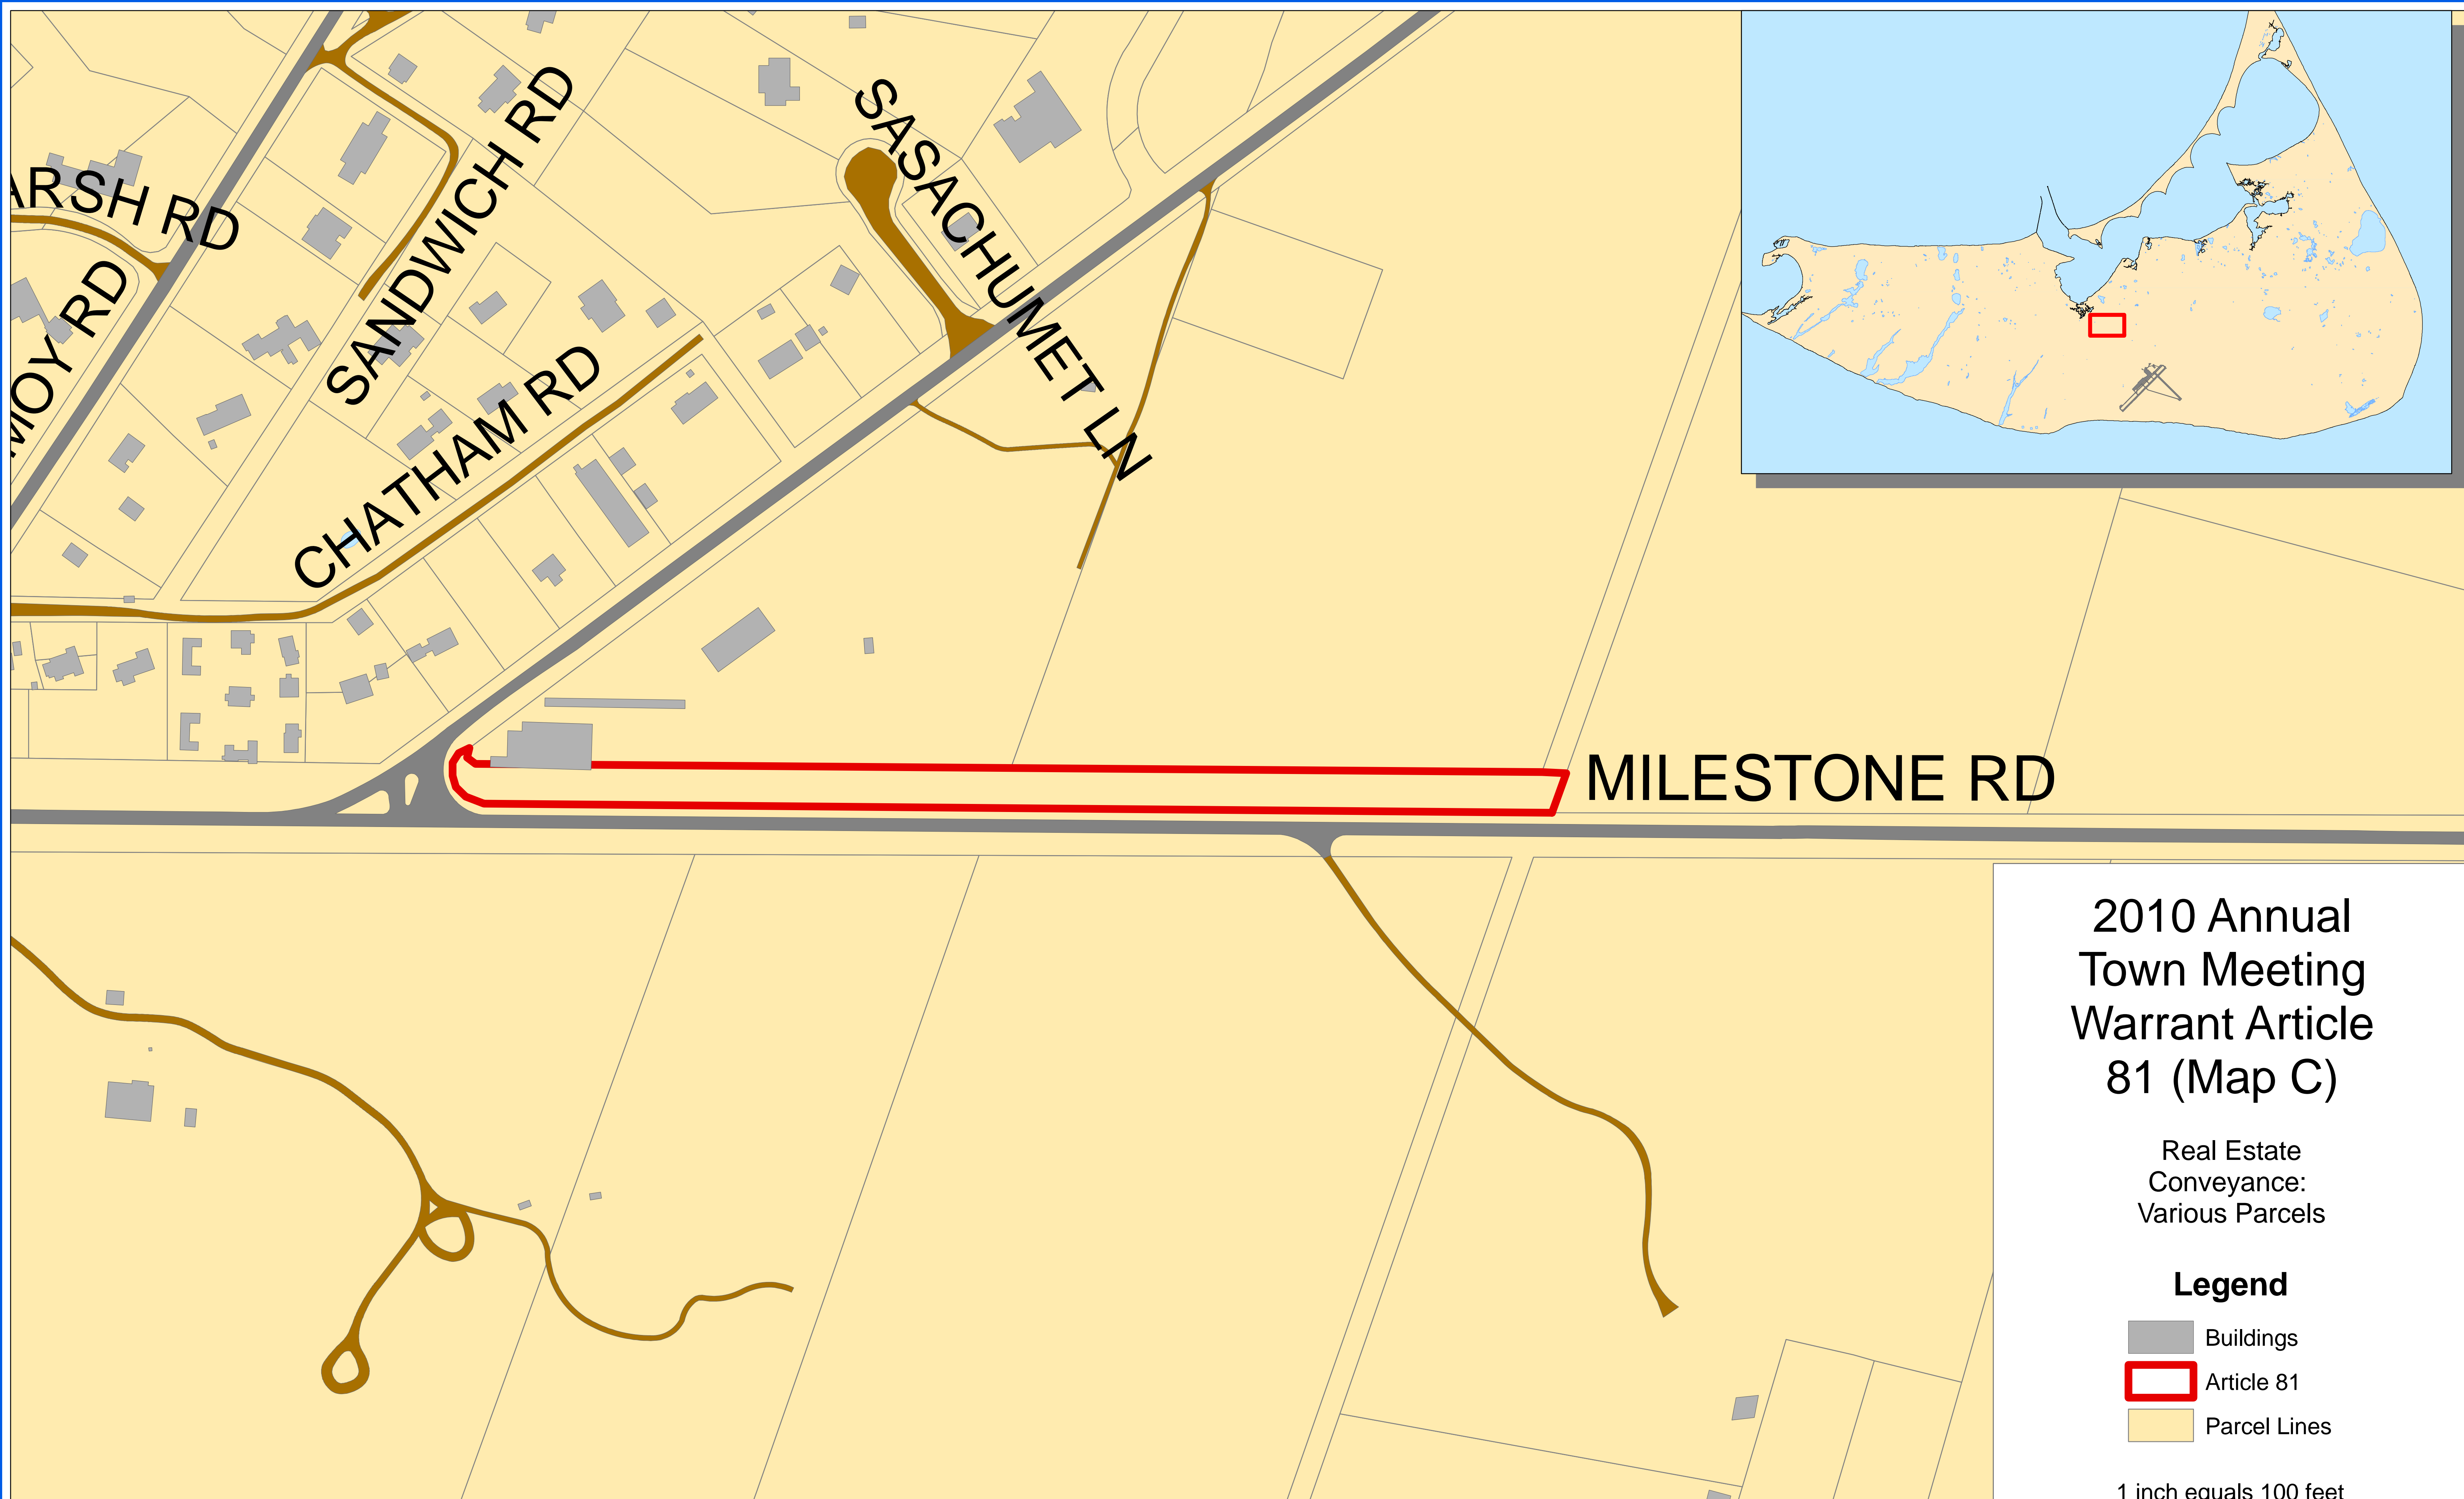 SANDWICH RD
SASACHUMET LN
ARSH RD
MOY RD
CHATHAM RD
MILESTONE RD
2010 Annual
Town Meeting
Warrant Article
81 (Map C)
Real Estate
Conveyance:
Various Parcels
Legend
Buildings
Article 81
Parcel Lines
1 inch equals 100 feet